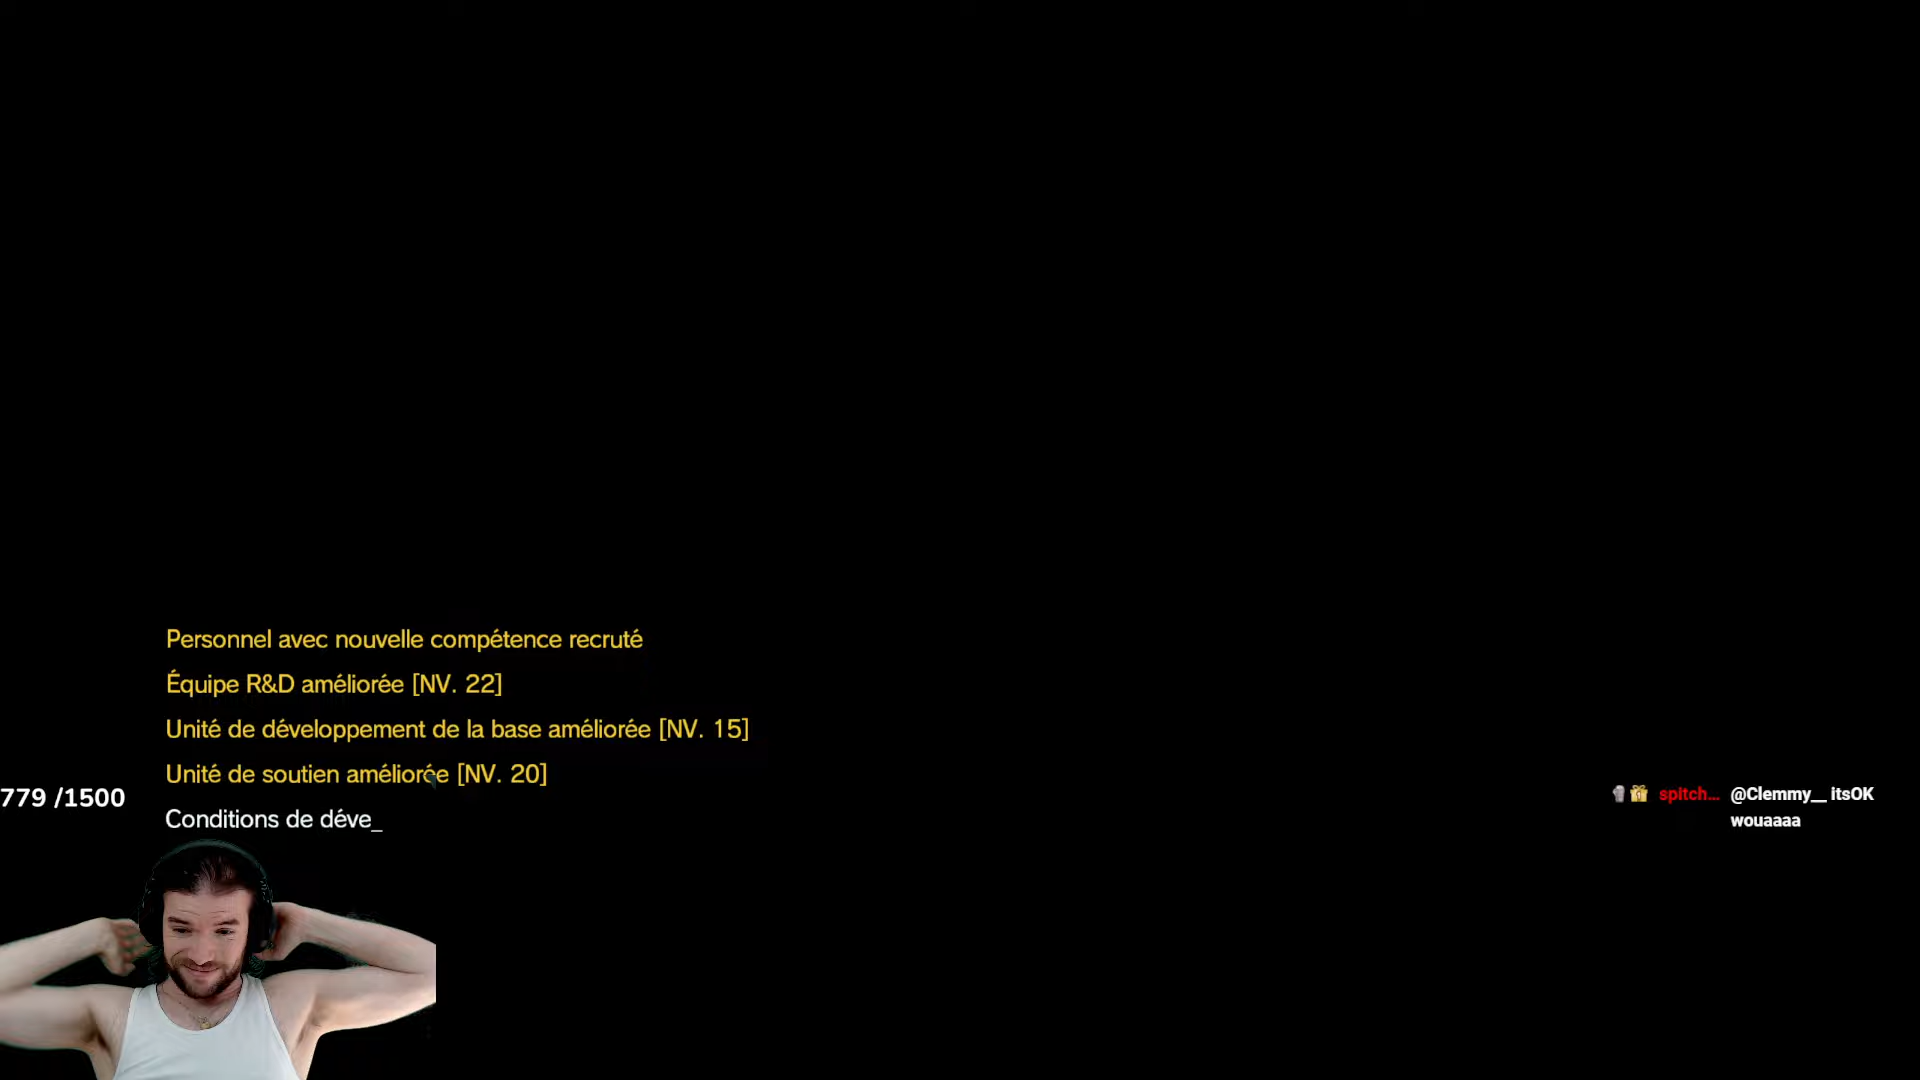 Personnel avec nouvelle compétence recruté
Équipe R&D améliorée [NV. 22]
Unité de développement de la base améliorée [NV. 15]
Unité de soutien améliorée [NV. 20]
Conditions de déve_
779 /1500
spitch... @Clemmy__ itsOK
wouaaaa